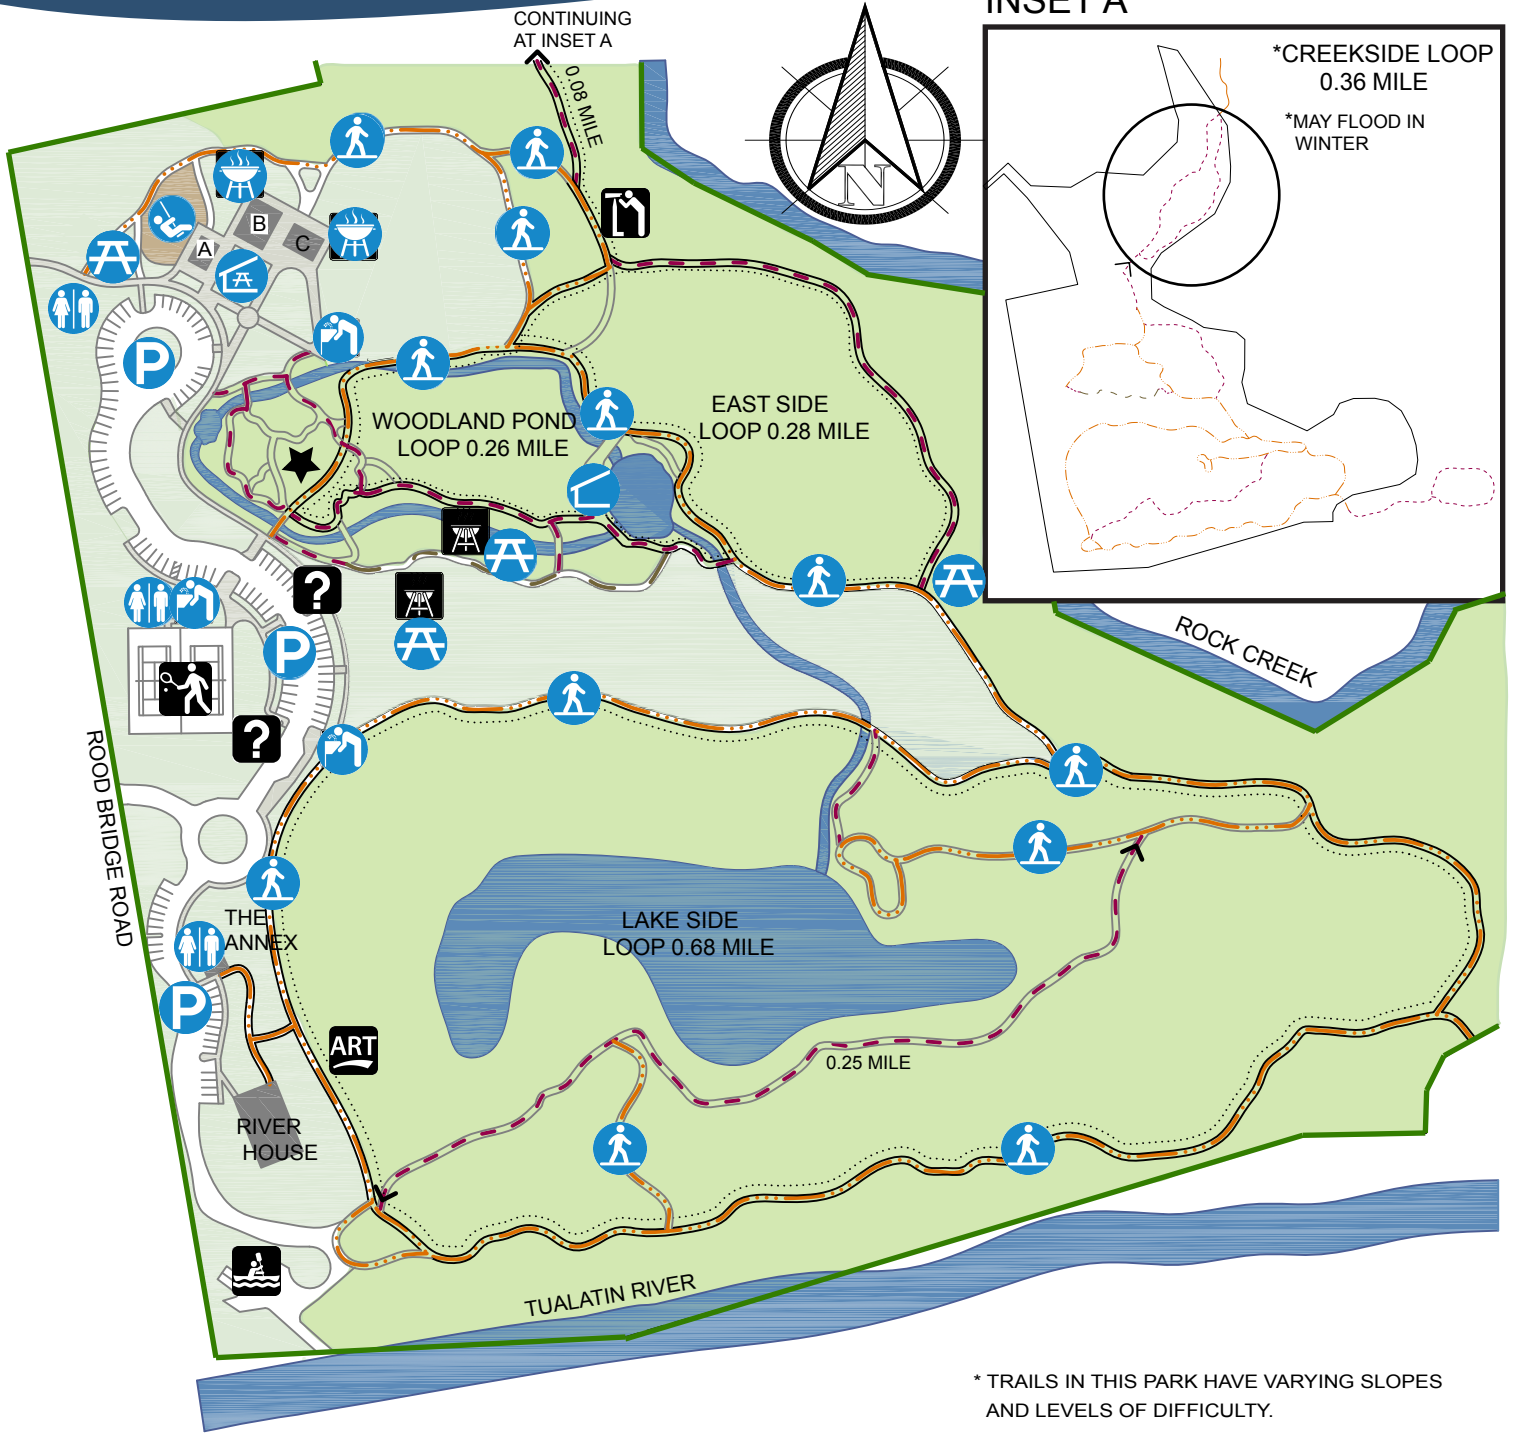 CONTINUING
AT INSET A
0.08 MILE
INSET A
*CREEKSIDE LOOP
0.36 MILE
*MAY FLOOD IN
WINTER
N
A
B
C
P
WOODLAND POND
LOOP 0.26 MILE
EAST SIDE
LOOP 0.28 MILE
?
P
?
ROCK CREEK
ROOD BRIDGE ROAD
THE
ANNEX
P
LAKE SIDE
LOOP 0.68 MILE
ART
0.25 MILE
RIVER
HOUSE
TUALATIN RIVER
* TRAILS IN THIS PARK HAVE VARYING SLOPES
AND LEVELS OF DIFFICULTY.